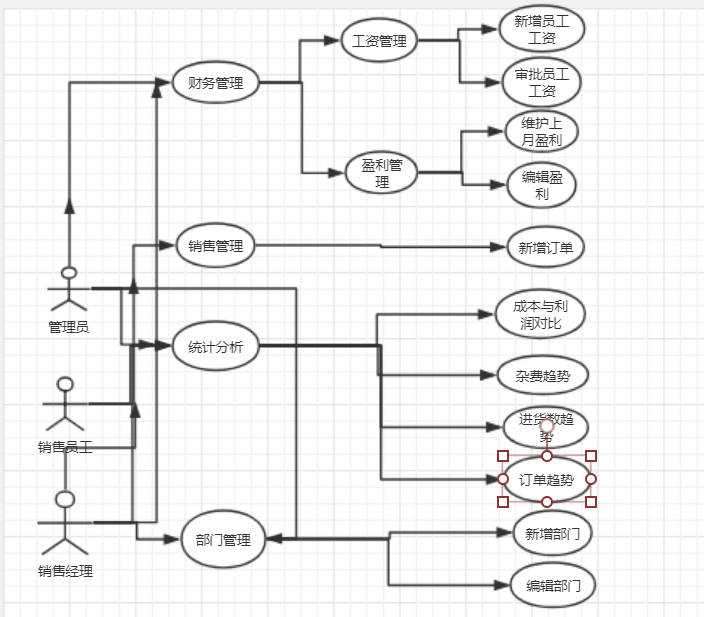 新增员工
工资
工资管理
审批员工
工资
财务管理
维护上
月盈利
盈利管
理
编辑盈
利
销售管理
新增订单
管理员
成本与利
润对比
统计分析
杂费趋势
进货数趋
势
销售员工
订单趋势
新增部门
部门管理
销售经理
编辑部门